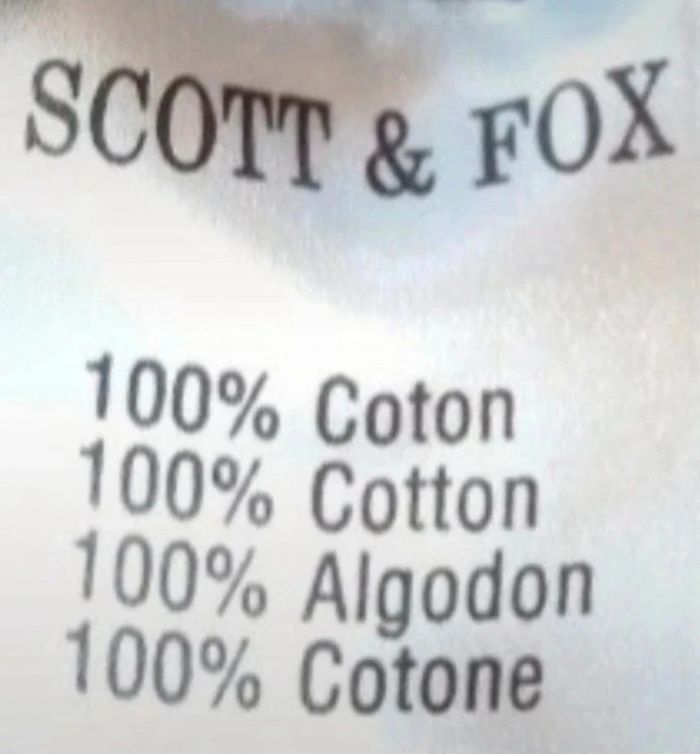 SCOTT & FOX
100% Coton
100% Cotton
100% Algodon
100% Cotone